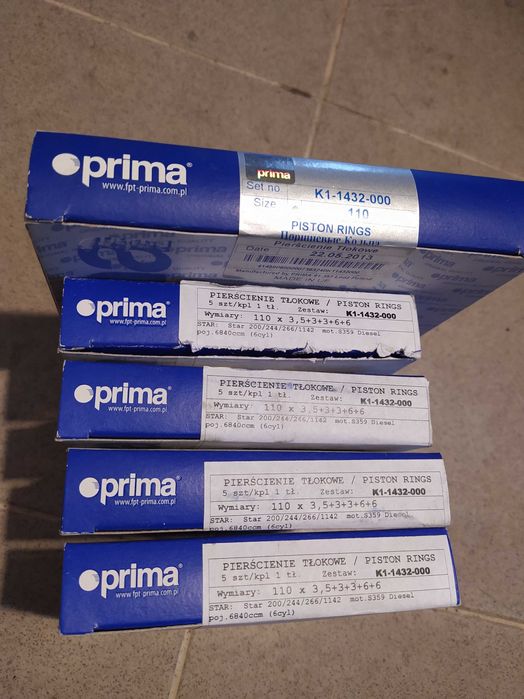 prima®
www.fpt-prima.com.pl
prima
Set no. K1-1432-000
Size 110
PISTON RINGS
Поршневые Кольца
Pierścienie Tłokowe
Date 22.05.2013
prima®
www.fpt-prima.com.pl
PIERŚCIENIE TŁOKOWE / PISTON RINGS
5 szt/kpl 1 tł. Zestaw: K1-1432-000
Wymiary: 110 x 3,5+3+3+6+6
STAR: Star 200/244/266/1142 mot.S359 Diesel
poj.6840ccm (6cyl)
prima®
www.fpt-prima.com.pl
PIERŚCIENIE TŁOKOWE / PISTON RINGS
5 szt/kpl 1 tł. Zestaw: K1-1432-000
Wymiary: 110 x 3,5+3+3+6+6
STAR: Star 200/244/266/1142 mot.S359 Diesel
poj.6840ccm (6cyl)
prima®
www.fpt-prima.com.pl
PIERŚCIENIE TŁOKOWE / PISTON RINGS
5 szt/kpl 1 tł. Zestaw: K1-1432-000
Wymiary: 110 x 3,5+3+3+6+6
STAR: Star 200/244/266/1142 mot.S359 Diesel
poj.6840ccm (6cyl)
prima®
www.fpt-prima.com.pl
PIERŚCIENIE TŁOKOWE / PISTON RINGS
5 szt/kpl 1 tł. Zestaw: K1-1432-000
Wymiary: 110 x 3,5+3+3+6+6
STAR: Star 200/244/266/1142 mot.S359 Diesel
poj.6840ccm (6cyl)